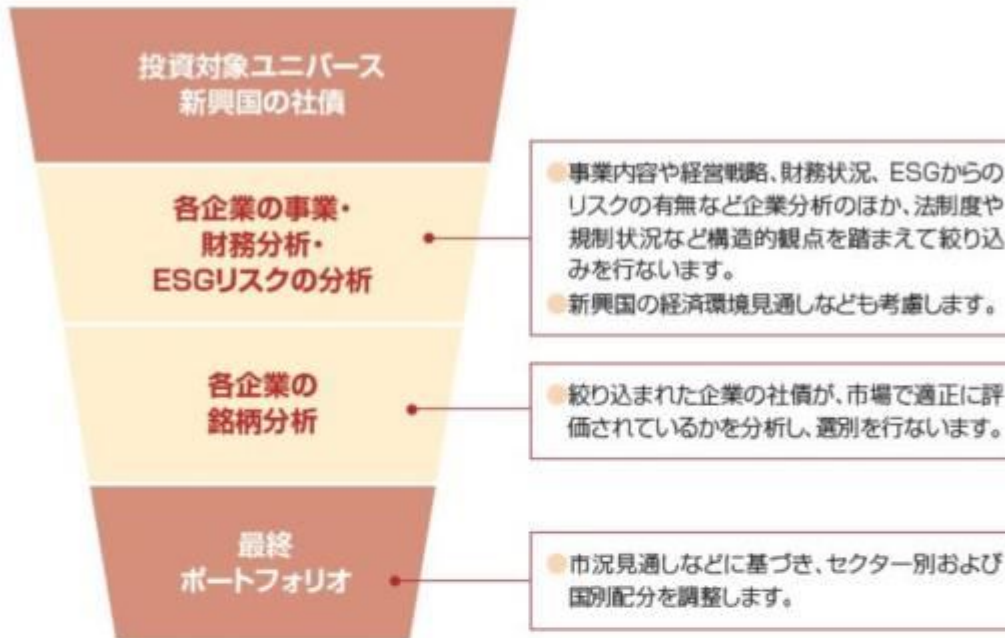 投資対象ユニバース
新興国の社債
各企業の事業・
財務分析・
ESGリスクの分析
●事業内容や経営戦略、財務状況、ESGからの
リスクの有無など企業分析のほか、法制度や
規制状況など構造的観点を踏まえて絞り込
みを行ないます。
●新興国の経済環境見通しなども考慮します。
各企業の
銘柄分析
●絞り込まれた企業の社債が、市場で適正に評
価されているかを分析し、選別を行ないます。
最終
ポートフォリオ
●市況見通しなどに基づき、セクター別および
国別配分を調整します。